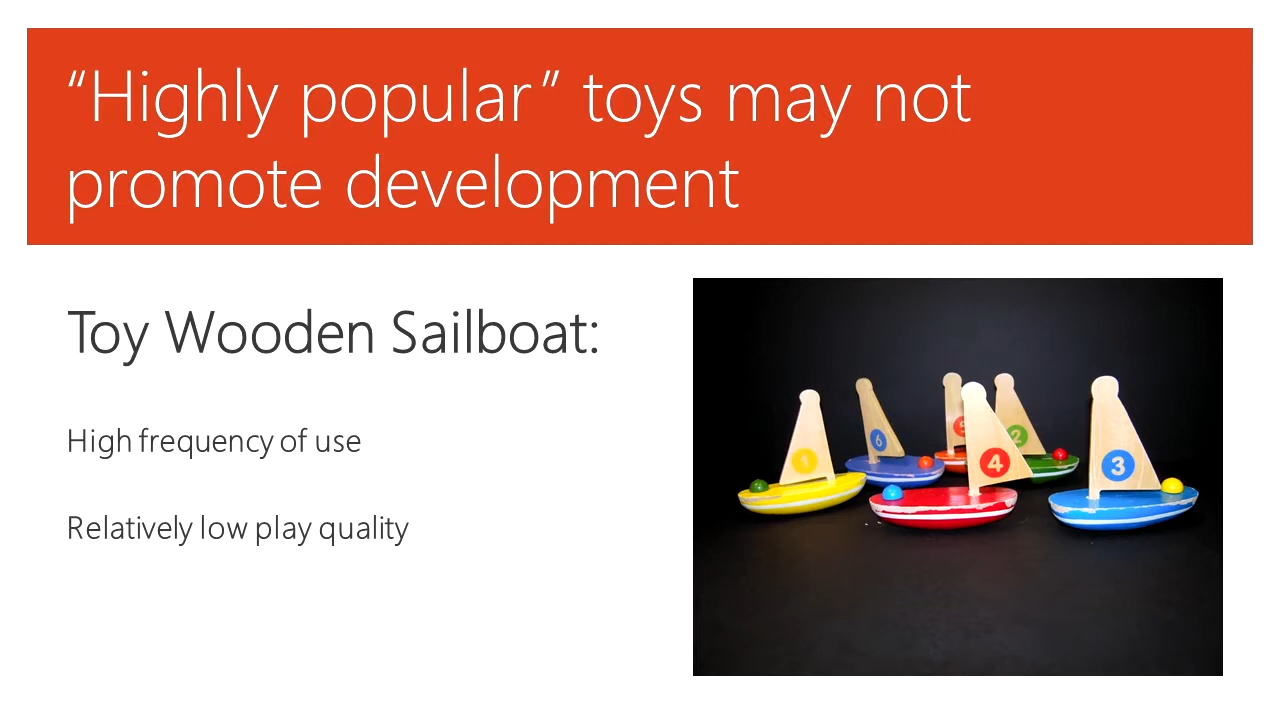 “Highly popular” toys may not
promote development
Toy Wooden Sailboat:
High frequency of use
Relatively low play quality
1
6
5
4
2
3